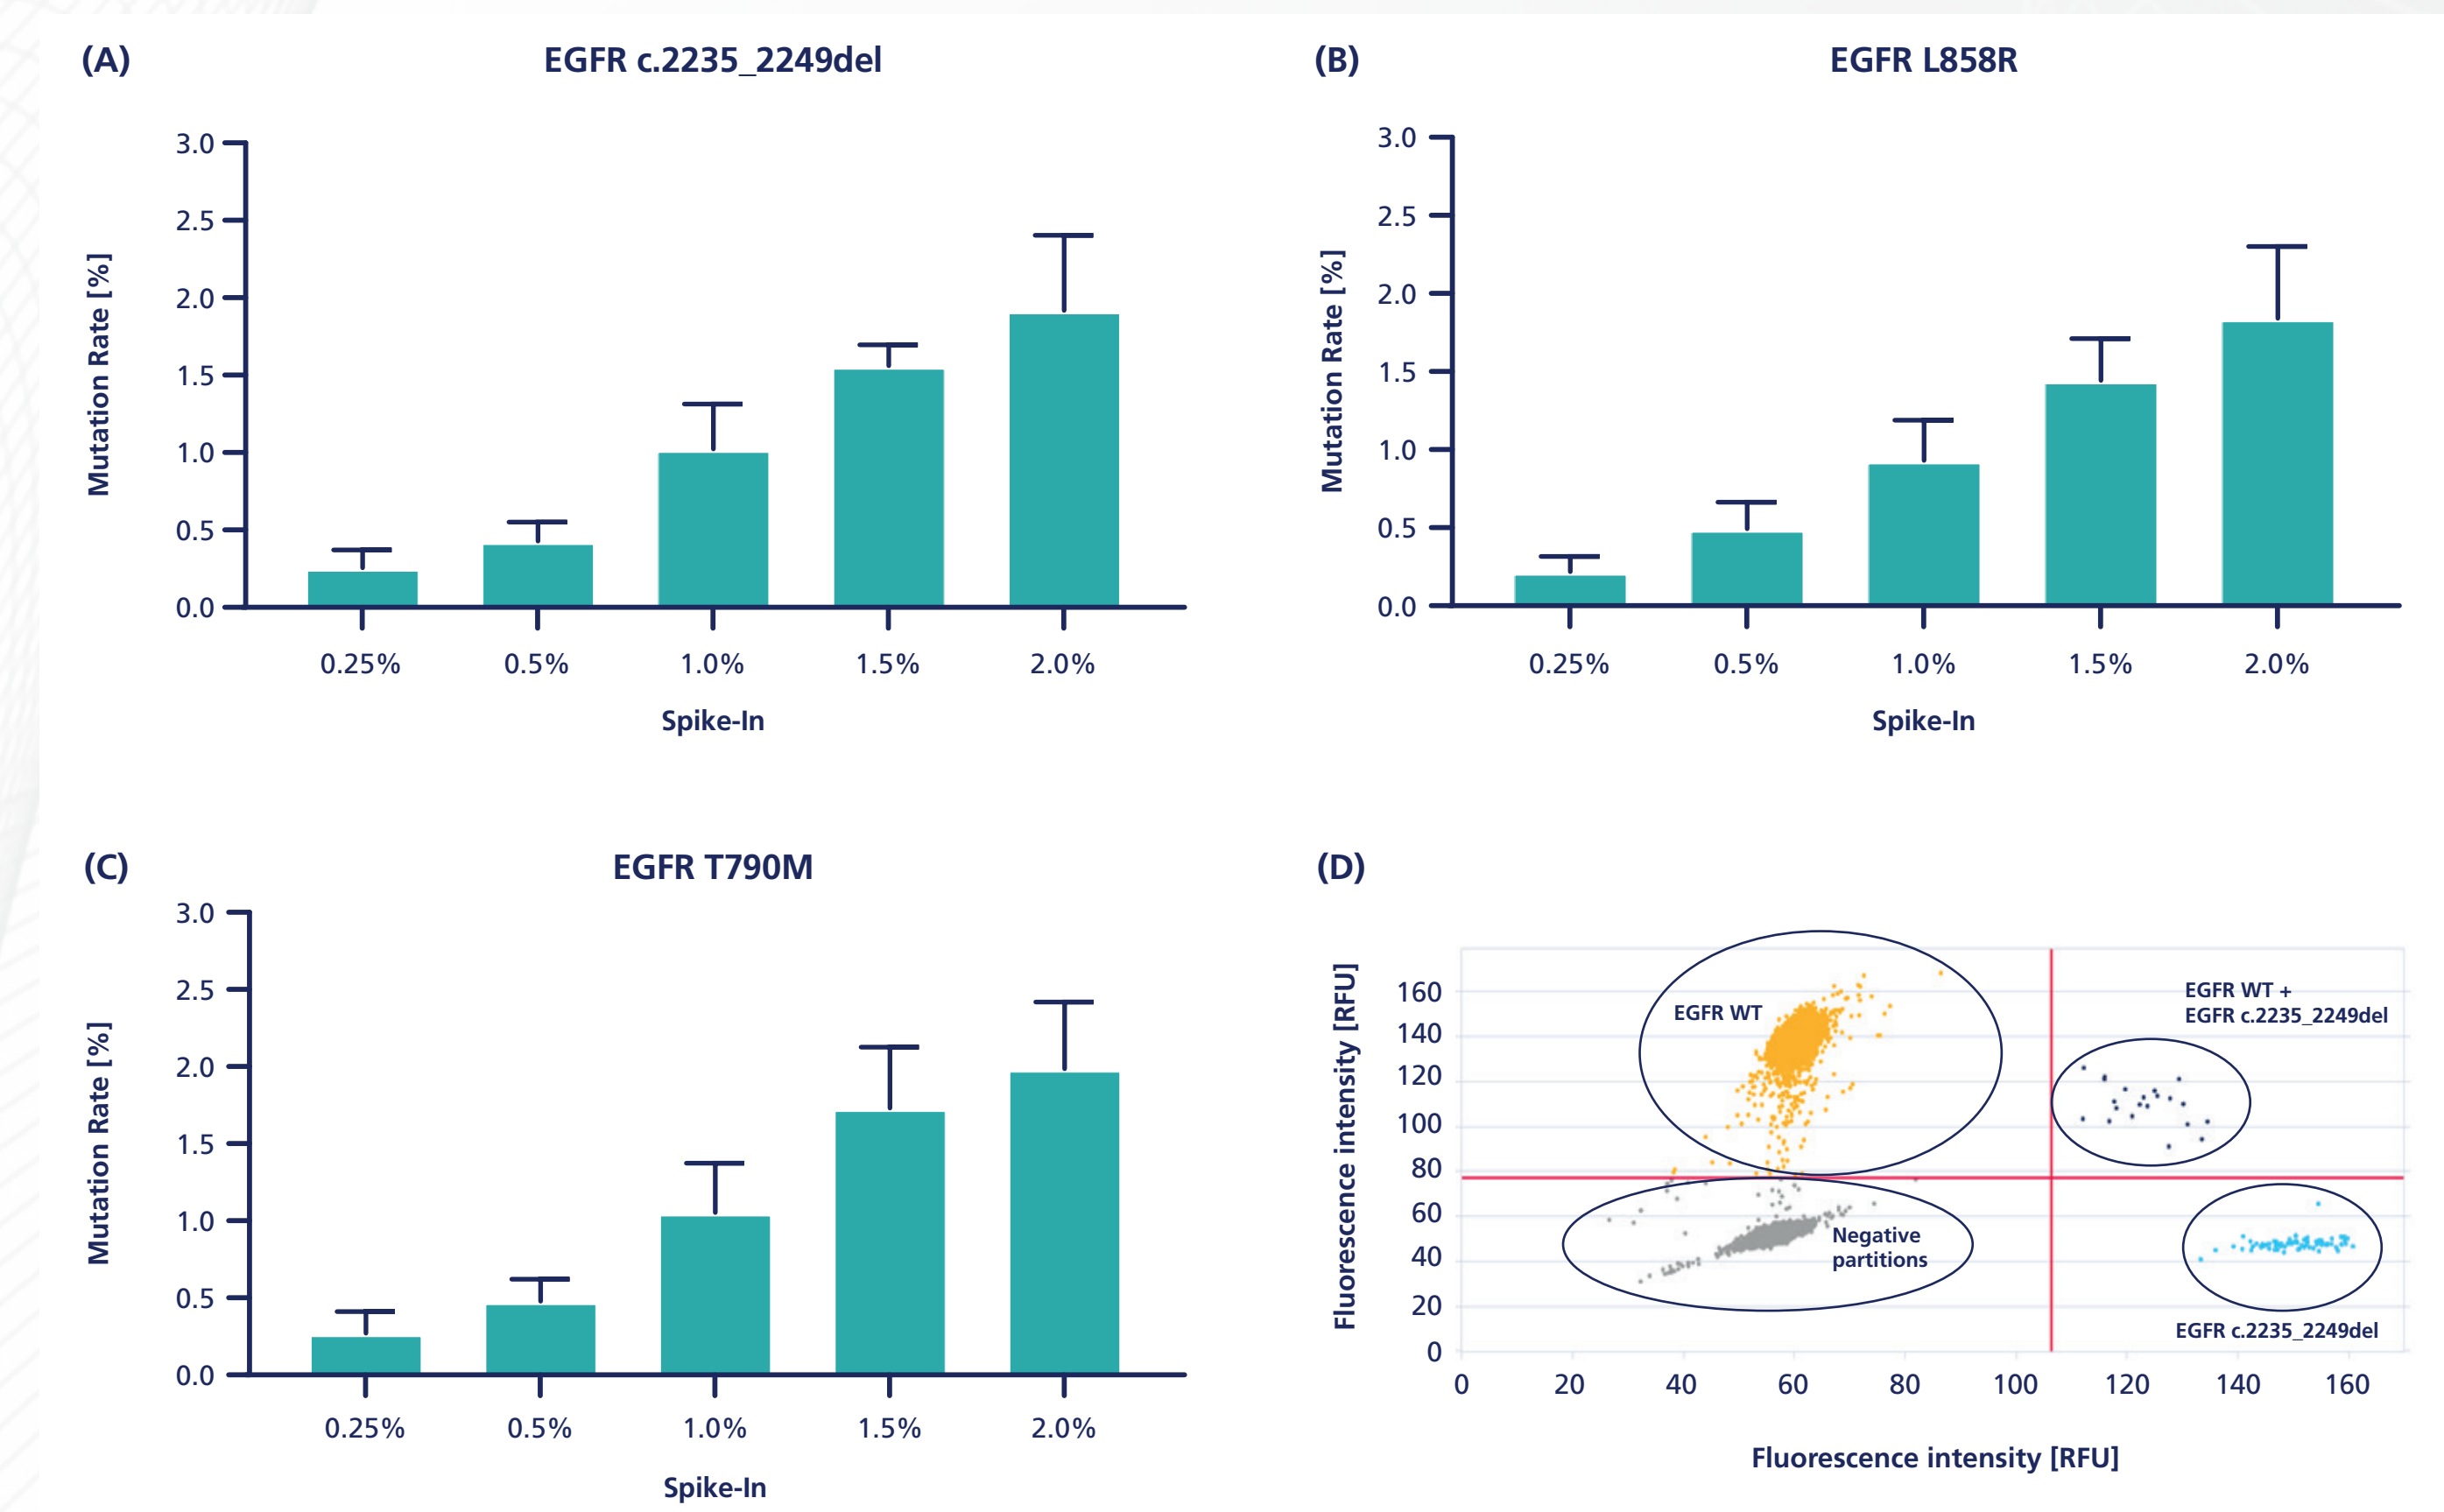 (A)
EGFR c.2235_2249del
Mutation Rate [%]
3.0
2.5
2.0
1.5
1.0
0.5
0.0
0.25% 0.5% 1.0% 1.5% 2.0%
Spike-In
(B)
EGFR L858R
Mutation Rate [%]
3.0
2.5
2.0
1.5
1.0
0.5
0.0
0.25% 0.5% 1.0% 1.5% 2.0%
Spike-In
(C)
EGFR T790M
Mutation Rate [%]
3.0
2.5
2.0
1.5
1.0
0.5
0.0
0.25% 0.5% 1.0% 1.5% 2.0%
Spike-In
(D)
Fluorescence intensity [RFU]
160
140
120
100
80
60
40
20
0
EGFR WT
EGFR WT +
EGFR c.2235_2249del
Negative
partitions
EGFR c.2235_2249del
0 20 40 60 80 100 120 140 160
Fluorescence intensity [RFU]